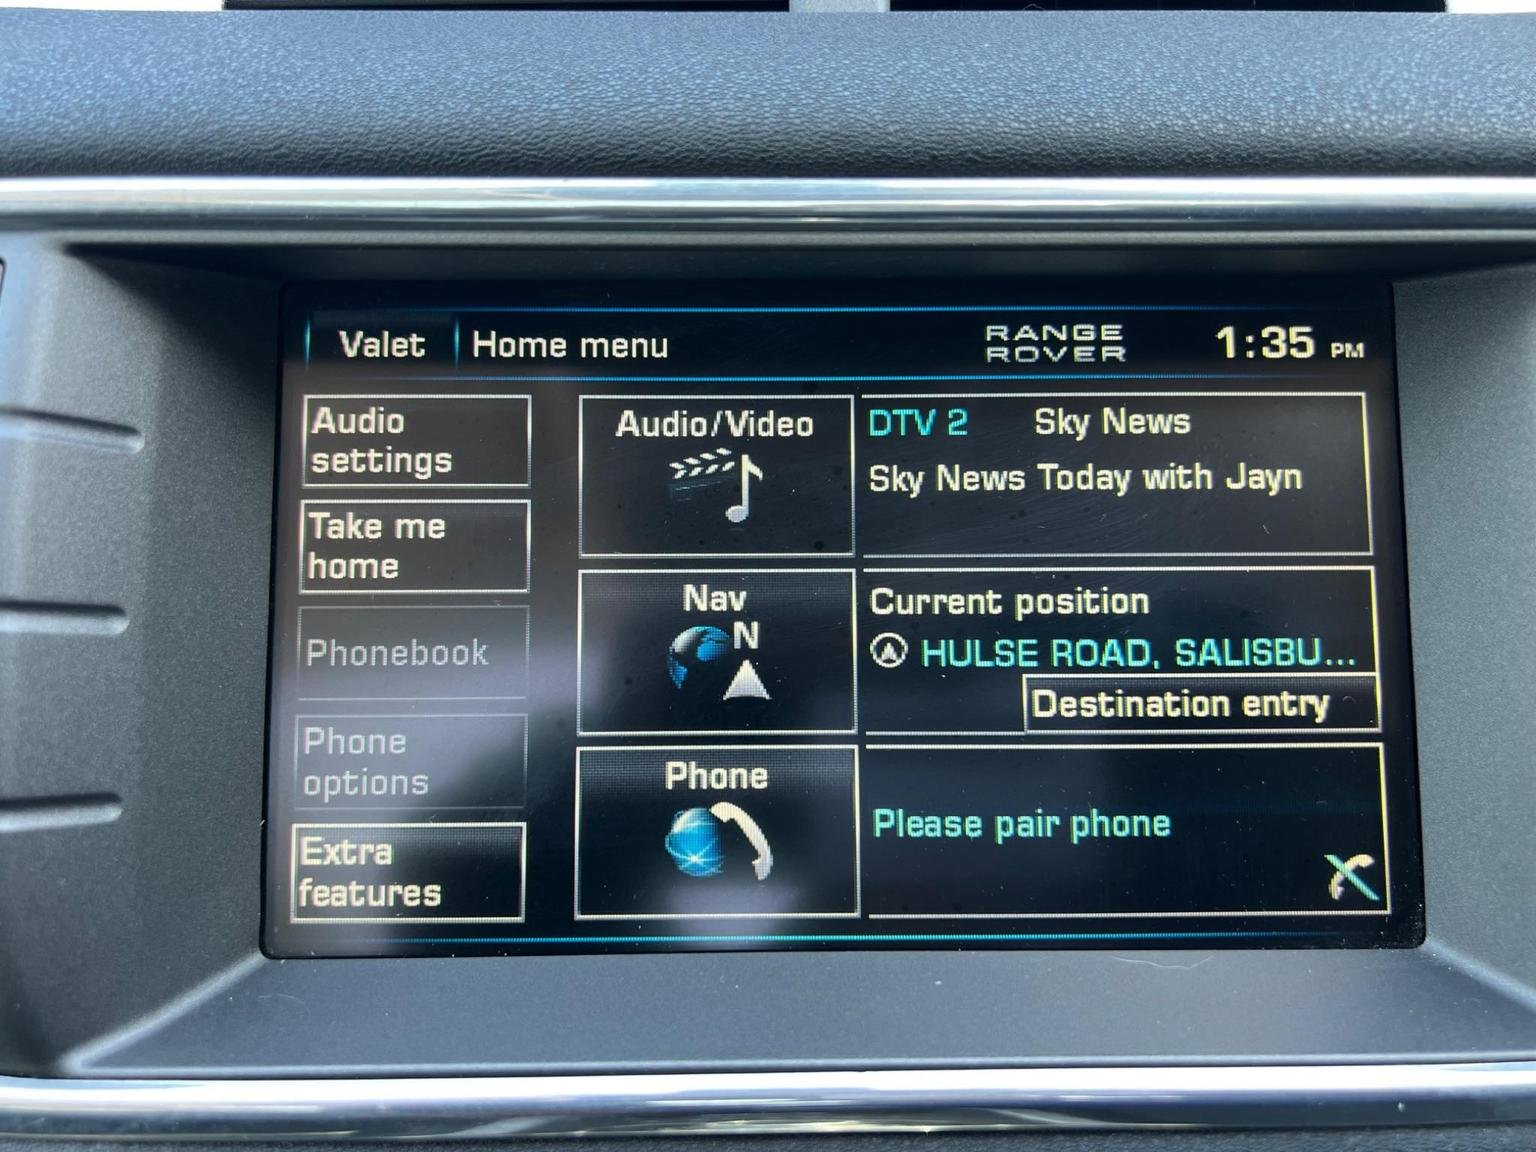 Valet
Home menu
RANGE
ROVER
1:35 PM
Audio
settings
Take me
home
Phonebook
Phone
options
Extra
features
Audio/Video
DTV 2 Sky News
Sky News Today with Jayn
Nav
N
Current position
HULSE ROAD, SALISBU...
Destination entry
Phone
Please pair phone